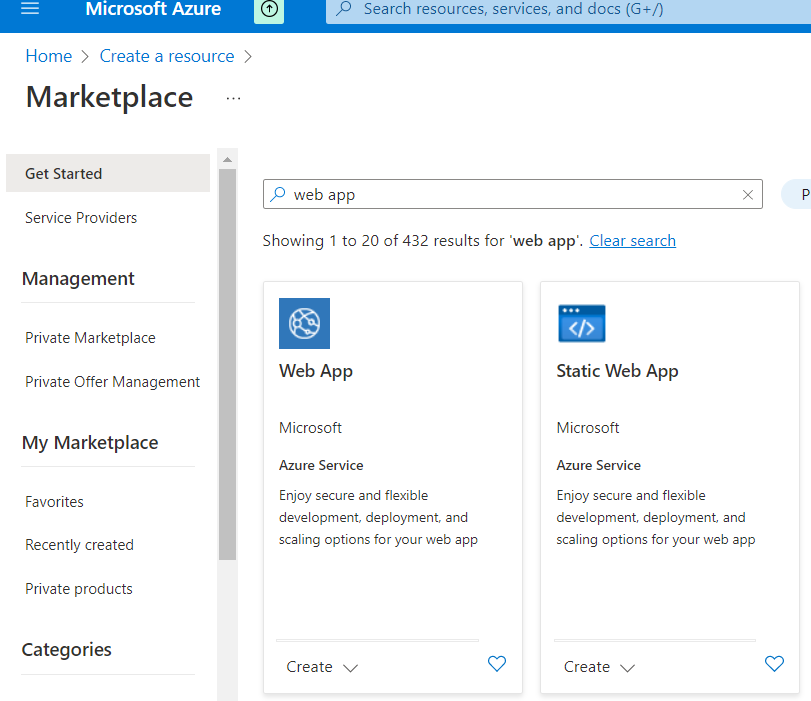 Microsoft Azure
Search resources, services, and docs (G+/)
Home > Create a resource >
Marketplace ...
Get Started
Service Providers
Management
Private Marketplace
Private Offer Management
My Marketplace
Favorites
Recently created
Private products
Categories
web app
P
Showing 1 to 20 of 432 results for 'web app'. Clear search
Web App
Microsoft
Azure Service
Enjoy secure and flexible
development, deployment, and
scaling options for your web app
Create
Static Web App
Microsoft
Azure Service
Enjoy secure and flexible
development, deployment, and
scaling options for your web app
Create